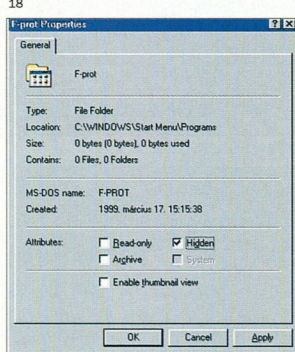 18
F-prot Properties
General
F-prot
Type: File Folder
Location: C:\WINDOWS\Start Menu\Programs
Size: 0 bytes (0 bytes), 0 bytes used
Contains: 0 Files, 0 Folders
MS-DOS name: F-PROT
Created: 1999. március 17. 15:15:38
Attributes: Read-only Hidden
Archive System
Enable thumbnail view
OK Cancel Apply